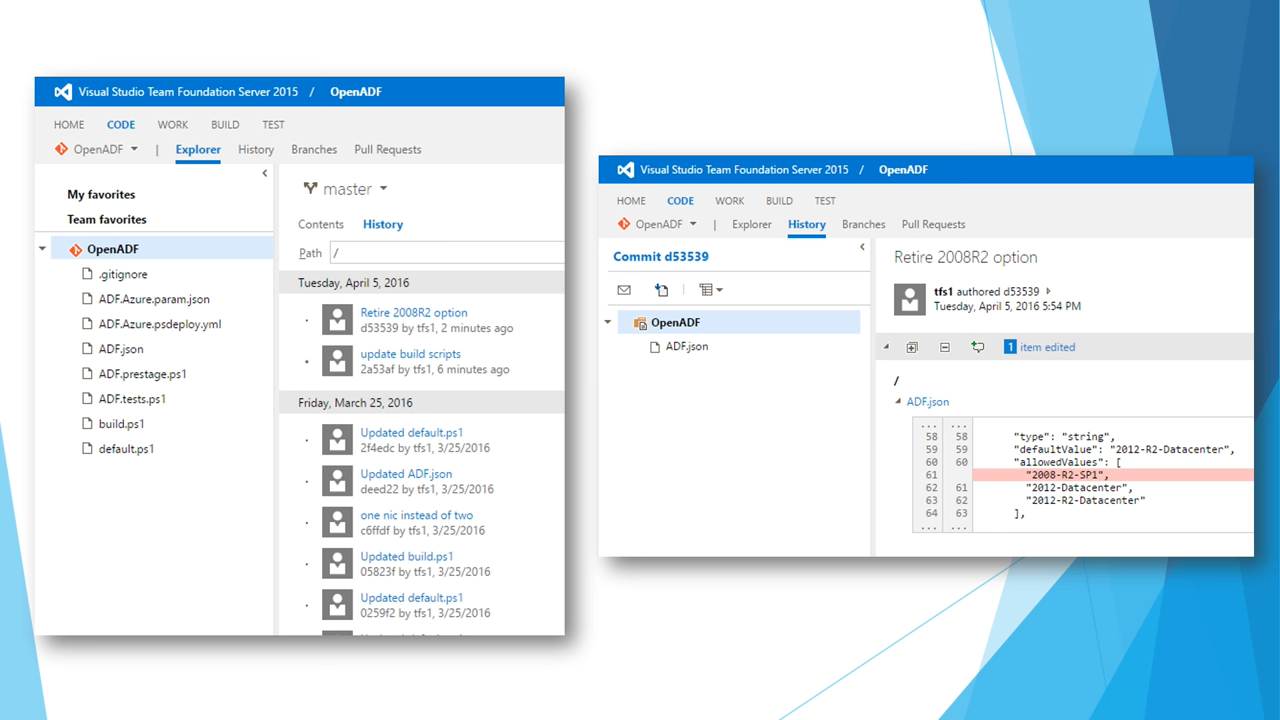 Visual Studio Team Foundation Server 2015 / OpenADF
HOME CODE WORK BUILD TEST
OpenADF | Explorer History Branches Pull Requests
My favorites
Team favorites
OpenADF
.gitignore
ADF.Azure.param.json
ADF.Azure.psdeploy.yml
ADF.json
ADF.prestage.ps1
ADF.tests.ps1
build.ps1
default.ps1
master
Contents History
Path /
Tuesday, April 5, 2016
Retire 2008R2 option
d53539 by tfs1, 2 minutes ago
update build scripts
2a53af by tfs1, 6 minutes ago
Friday, March 25, 2016
Updated default.ps1
2f4edc by tfs1, 3/25/2016
Updated ADF.json
deed22 by tfs1, 3/25/2016
one nic instead of two
c6ffdf by tfs1, 3/25/2016
Updated build.ps1
05823f by tfs1, 3/25/2016
Updated default.ps1
0259f2 by tfs1, 3/25/2016
Visual Studio Team Foundation Server 2015 / OpenADF
HOME CODE WORK BUILD TEST
OpenADF | Explorer History Branches Pull Requests
Commit d53539
OpenADF
ADF.json
Retire 2008R2 option
tfs1 authored d53539
Tuesday, April 5, 2016 5:54 PM
1 item edited
/
ADF.json
... ...
58 58 "type": "string",
59 59 "defaultValue": "2012-R2-Datacenter",
60 60 "allowedValues": [
61 "2008-R2-SP1",
62 61 "2012-Datacenter",
63 62 "2012-R2-Datacenter"
64 63 ],
... ...